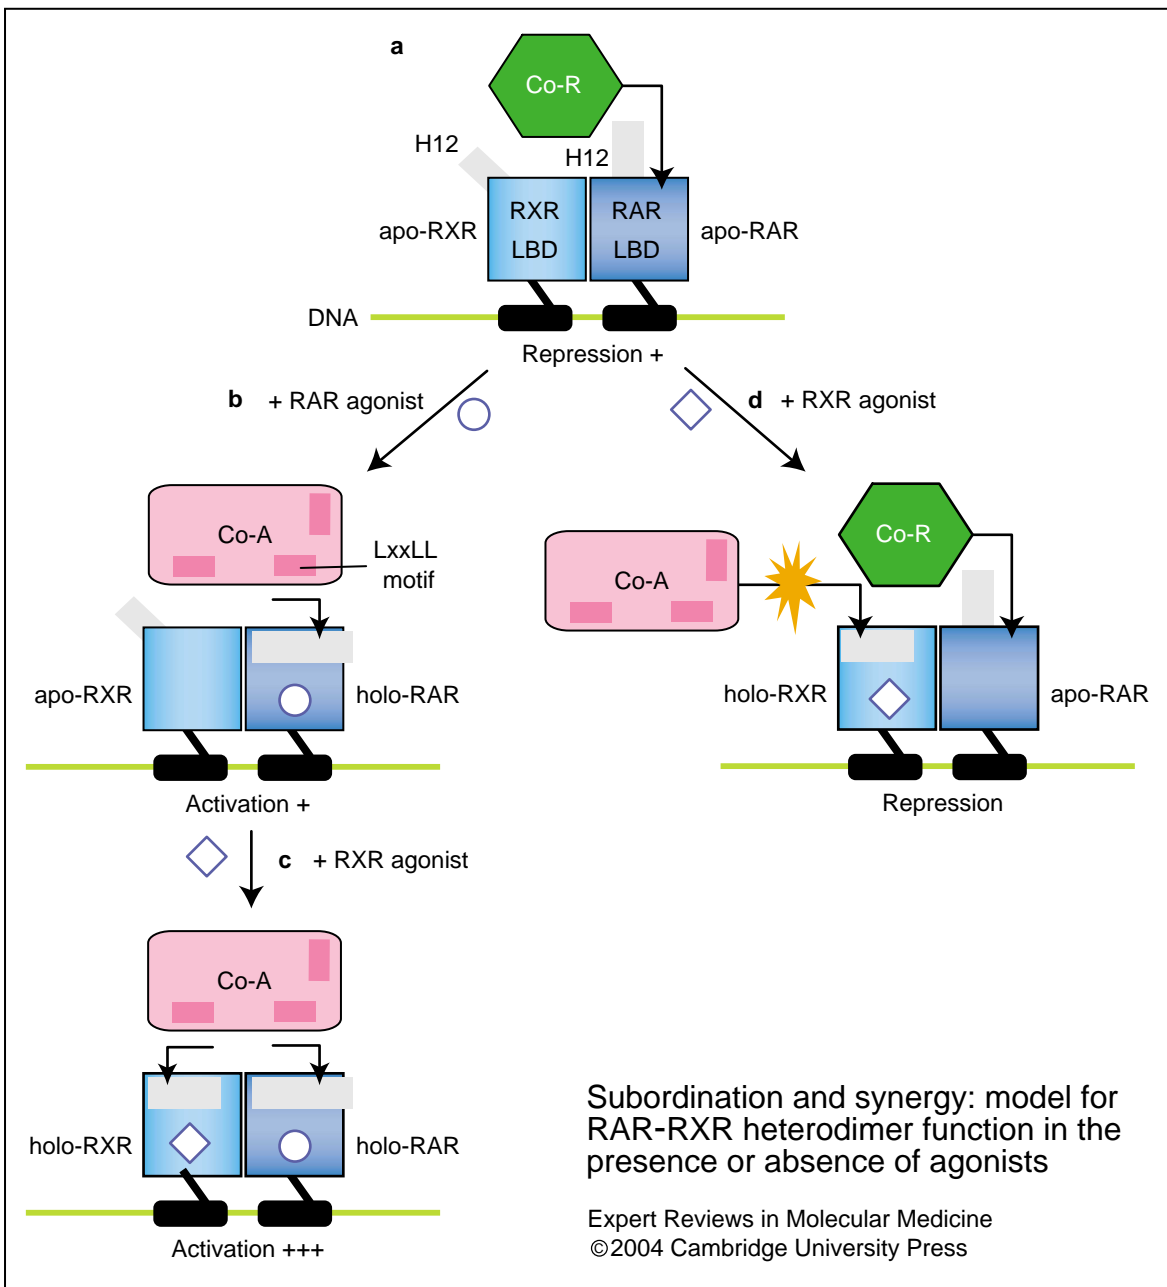 a
Co-R
H12
H12
RXR
LBD
RAR
LBD
apo-RXR
apo-RAR
DNA
Repression +
b + RAR agonist
d + RXR agonist
Co-A
LxxLL
motif
apo-RXR
holo-RAR
Activation +
Co-R
Co-A
holo-RXR
apo-RAR
Repression
c + RXR agonist
Co-A
holo-RXR
holo-RAR
Activation +++
Subordination and synergy: model for
RAR-RXR heterodimer function in the
presence or absence of agonists
Expert Reviews in Molecular Medicine
©2004 Cambridge University Press